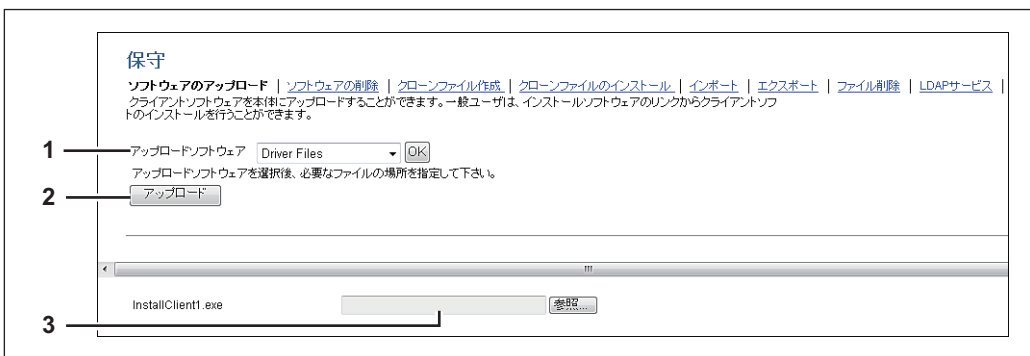 保守
ソフトウェアのアップロード | ソフトウェアの削除 | クローンファイル作成 | クローンファイルのインストール | インポート | エクスポート | ファイル削除 | LDAPサービス |
クライアントソフトウェアを本体にアップロードすることができます。一般ユーザは、インストールソフトウェアのリンクからクライアントソフ
トのインストールを行うことができます。
1 アップロードソフトウェア Driver Files OK
アップロードソフトウェアを選択後、必要なファイルの場所を指定して下さい。
2 アップロード
InstallClient1.exe 参照...
3